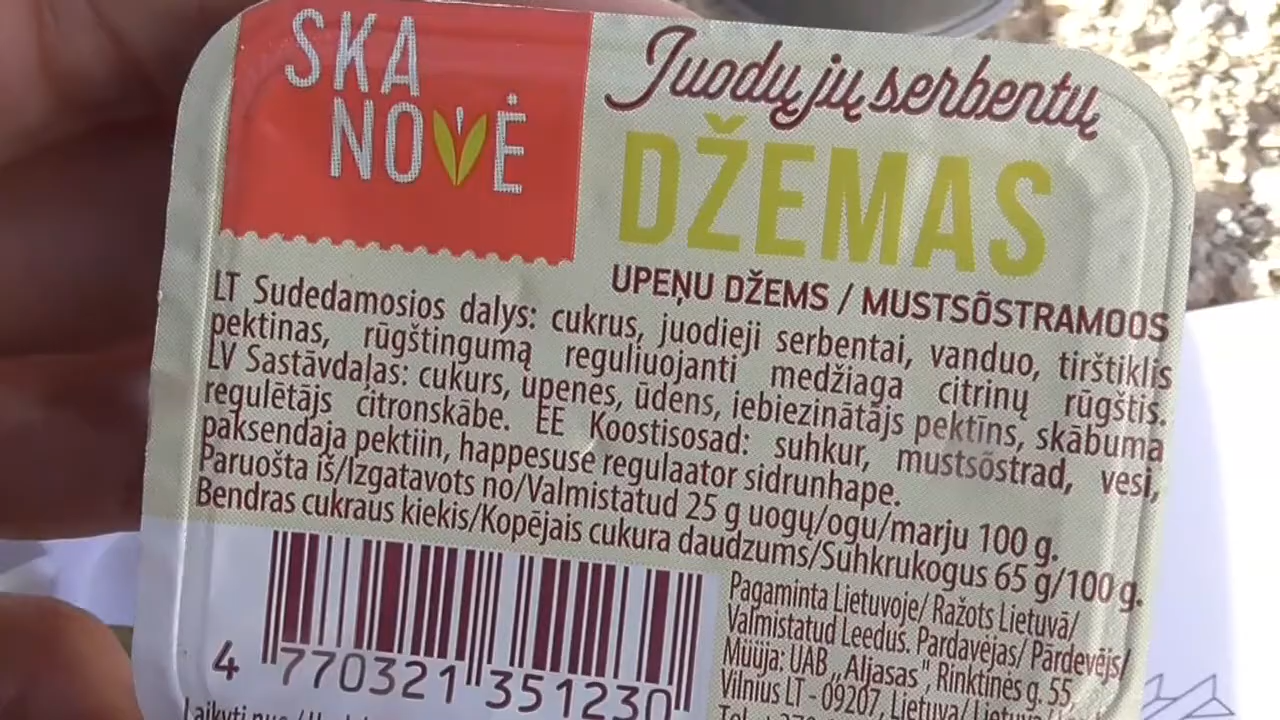 SKA
NOVĖ
Juodųjų serbentų
DŽEMAS
UPEŅU DŽEMS / MUSTSÕSTRAMOOS
LT Sudedamosios dalys: cukrus, juodieji serbentai, vanduo, tirštiklis
pektinas, rūgštingumą reguliuojanti medžiaga citrinų rūgštis.
LV Sastāvdaļas: cukurs, upenes, ūdens, iebiezinātājs pektīns, skābuma
regulētājs citronskābe. EE Koostisosad: suhkur, mustsõstrad, vesi,
paksendaja pektiin, happesuse regulaator sidrunhape.
Paruošta iš/Izgatavots no/Valmistatud 25 g uogų/ogu/marju 100 g.
Bendras cukraus kiekis/Kopējais cukura daudzums/Suhkrukogus 65 g/100 g.
Pagaminta Lietuvoje/ Ražots Lietuvā/
Valmistatud Leedus. Pardavėjas/ Pārdevējs/
Müüja: UAB „Aljasas", Rinktinės g. 55,
Vilnius LT - 09207, Lietuva/
4 770321 351230